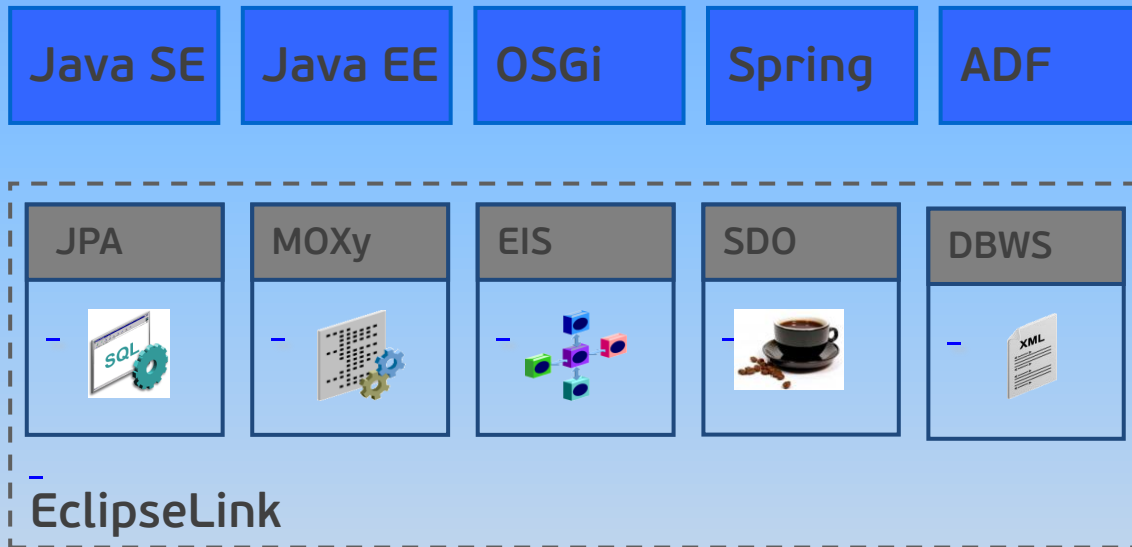 Java SE
Java EE
OSGi
Spring
ADF
JPA
MOXy
EIS
SDO
DBWS
SQL
XML
EclipseLink